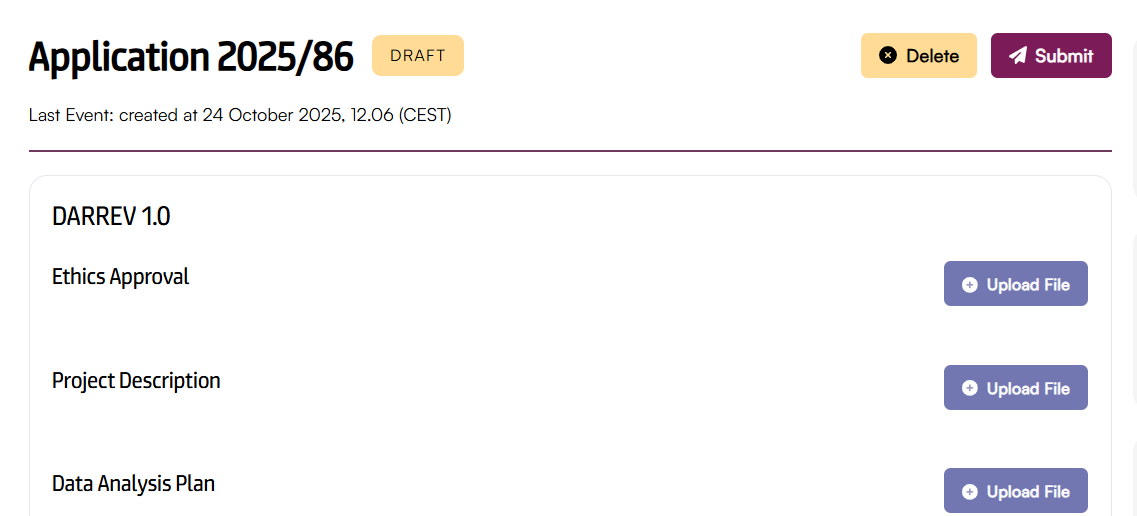 Application 2025/86 DRAFT Delete Submit
Last Event: created at 24 October 2025, 12.06 (CEST)
DARREV 1.0
Ethics Approval Upload File
Project Description Upload File
Data Analysis Plan Upload File